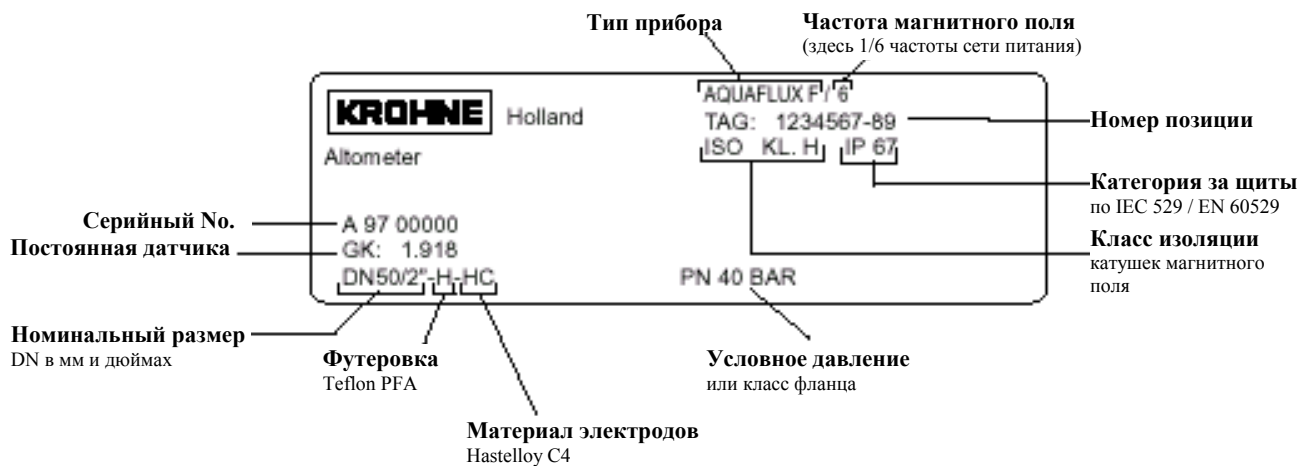 Тип прибора
Частота магнитного поля
(здесь 1/6 частоты сети питания)
KROHNE Holland
AQUAFLUX F / 6
TAG: 1234567-89
Номер позиции
Altometer
ISO KL. H IP 67
Категория за щиты
по IEC 529 / EN 60529
Серийный No.
A 97 00000
Класс изоляции
катушек магнитного
поля
Постоянная датчика
GK: 1.918
DN50/2"-H-HC
PN 40 BAR
Номинальный размер
DN в мм и дюймах
Футеровка
Teflon PFA
Условное давление
или класс фланца
Материал электродов
Hastelloy C4